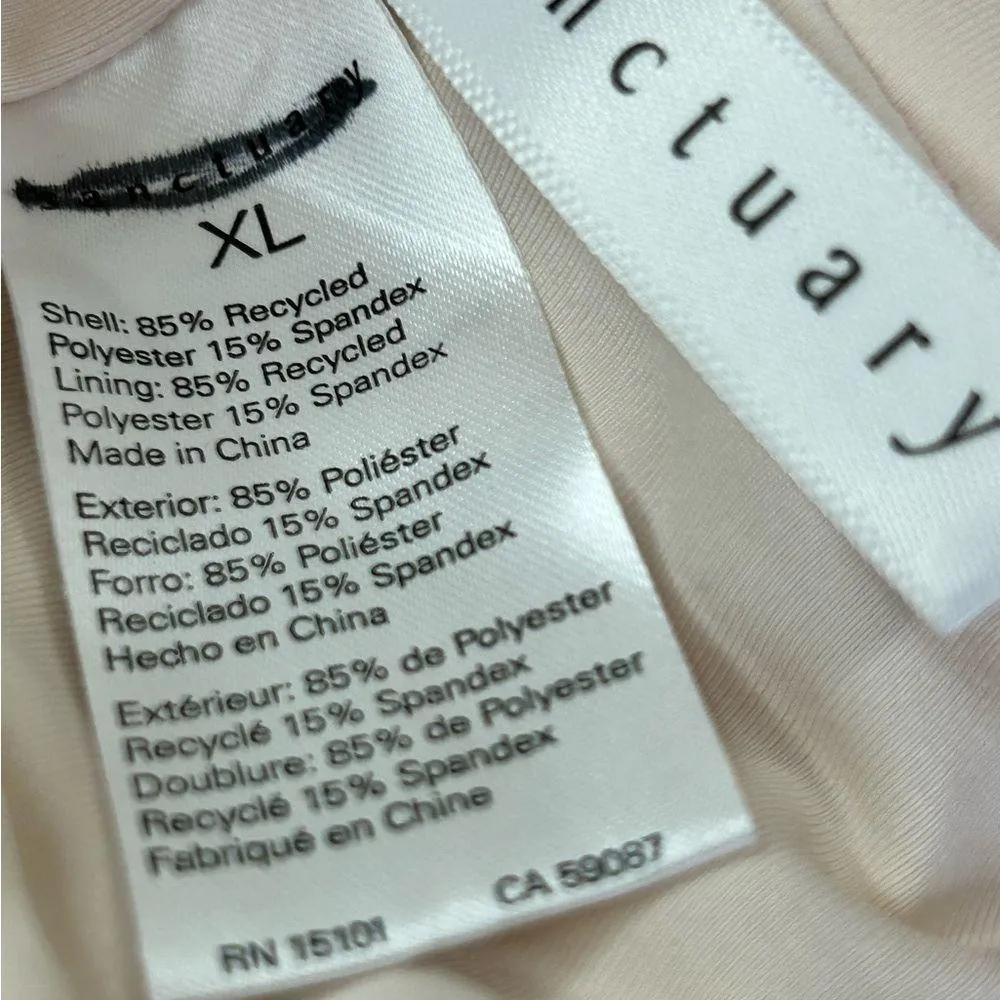 sanctuary
XL
Shell: 85% Recycled
Polyester 15% Spandex
Lining: 85% Recycled
Polyester 15% Spandex
Made in China
Exterior: 85% Poliéster
Reciclado 15% Spandex
Forro: 85% Poliéster
Reciclado 15% Spandex
Hecho en China
Extérieur: 85% de Polyester
Recyclé 15% Spandex
Doublure: 85% de Polyester
Recyclé 15% Spandex
Fabriqué en Chine
RN 15101 CA 59087
nctuary